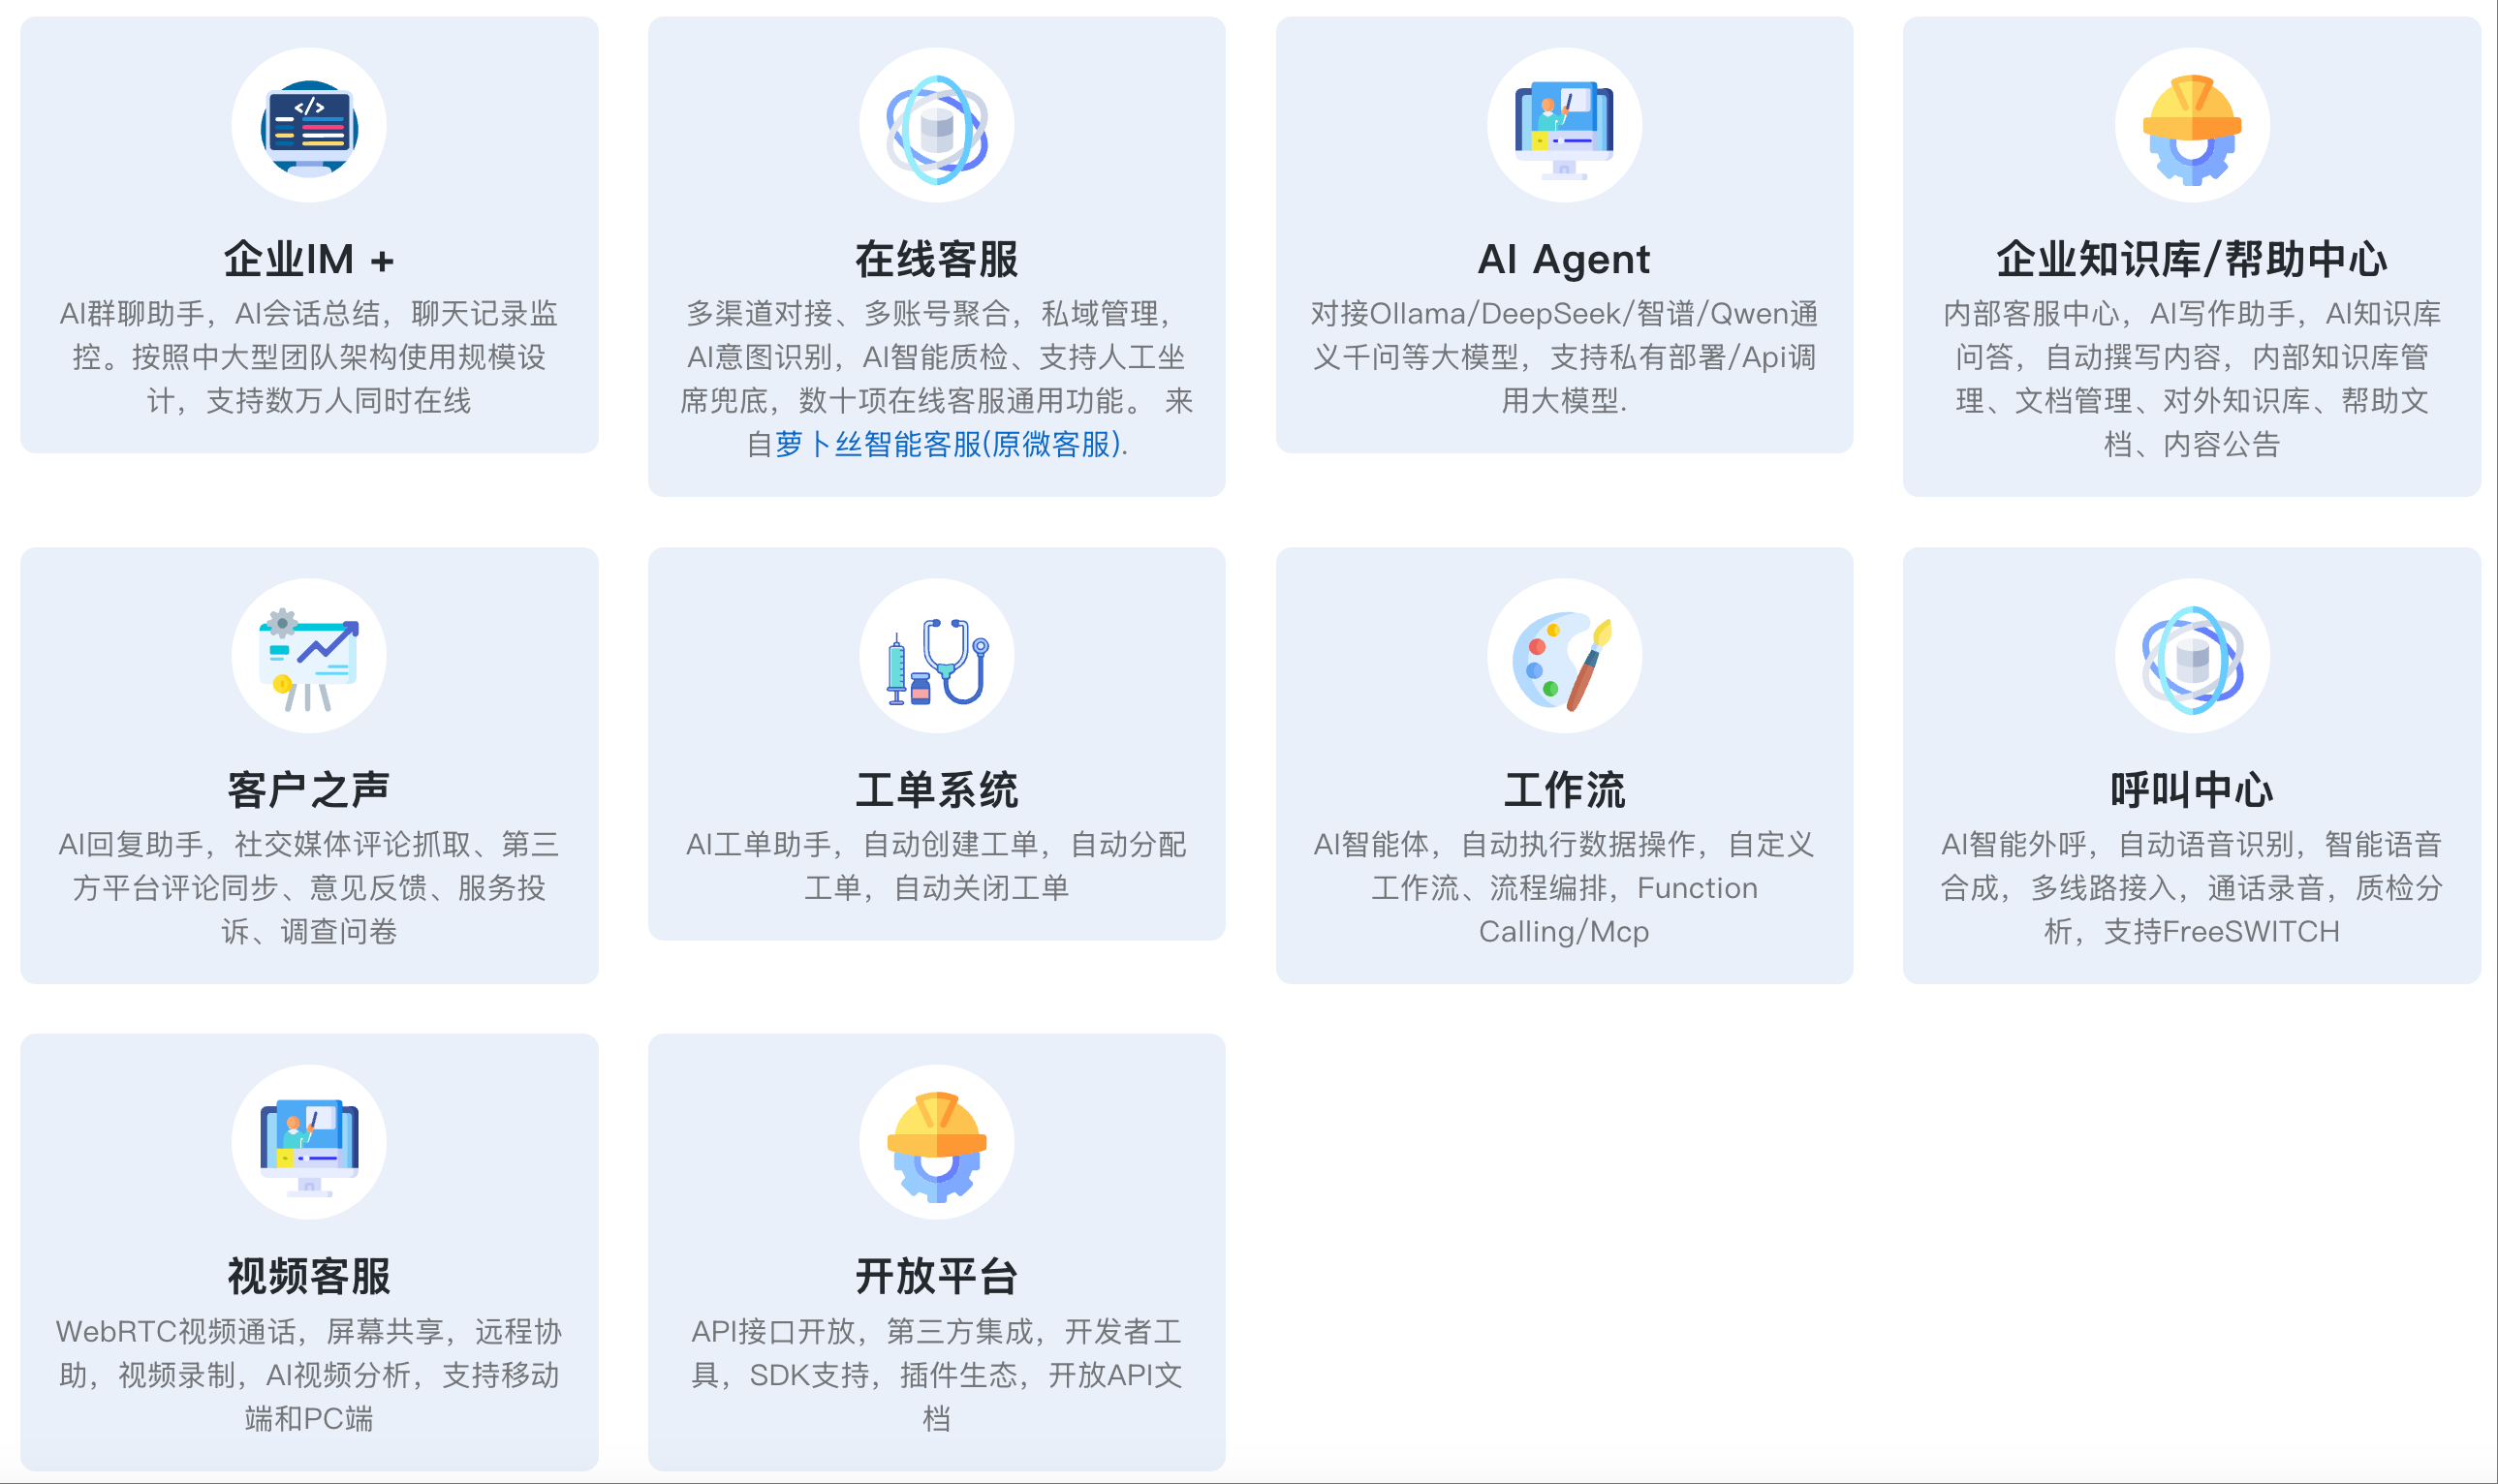 企业IM +
AI群聊助手，AI会话总结，聊天记录监
控。按照中大型团队架构使用规模设
计，支持数万人同时在线
在线客服
多渠道对接、多账号聚合，私域管理，
AI意图识别，AI智能质检、支持人工坐
席兜底，数十项在线客服通用功能。 来
自萝卜丝智能客服(原微客服).
AI Agent
对接Ollama/DeepSeek/智谱/Qwen通
义千问等大模型，支持私有部署/Api调
用大模型.
企业知识库/帮助中心
内部客服中心，AI写作助手，AI知识库
问答，自动撰写内容，内部知识库管
理、文档管理、对外知识库、帮助文
档、内容公告
客户之声
AI回复助手，社交媒体评论抓取、第三
方平台评论同步、意见反馈、服务投
诉、调查问卷
工单系统
AI工单助手，自动创建工单，自动分配
工单，自动关闭工单
工作流
AI智能体，自动执行数据操作，自定义
工作流、流程编排，Function
Calling/Mcp
呼叫中心
AI智能外呼，自动语音识别，智能语音
合成，多线路接入，通话录音，质检分
析，支持FreeSWITCH
视频客服
WebRTC视频通话，屏幕共享，远程协
助，视频录制，AI视频分析，支持移动
端和PC端
开放平台
API接口开放，第三方集成，开发者工
具，SDK支持，插件生态，开放API文
档